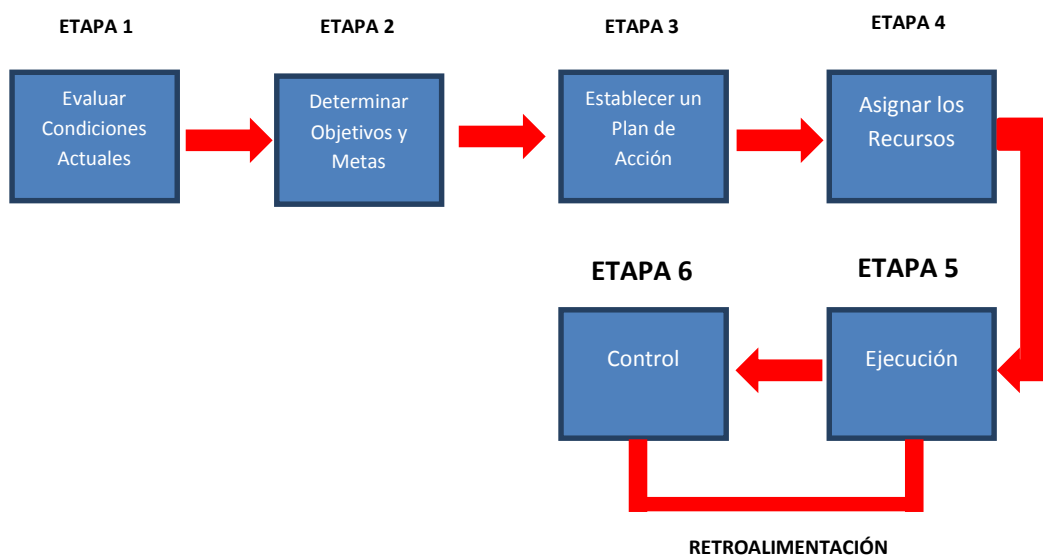 ETAPA 1
ETAPA 2
ETAPA 3
ETAPA 4
Evaluar
Condiciones
Actuales
Determinar
Objetivos y
Metas
Establecer un
Plan de
Acción
Asignar los
Recursos
ETAPA 6
ETAPA 5
Control
Ejecución
RETROALIMENTACIÓN